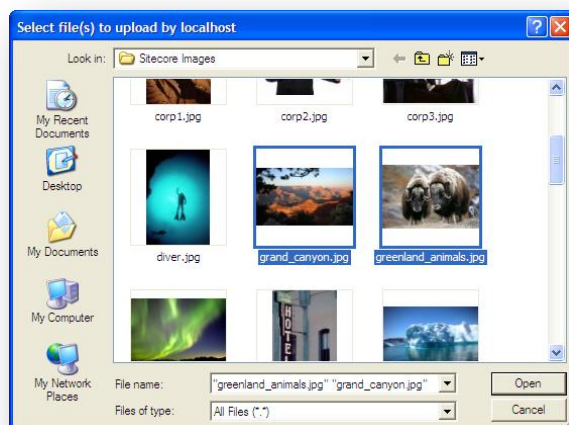 Select file(s) to upload by localhost
Look in:
Sitecore Images
My Recent
Documents
Desktop
My Documents
My Computer
My Network
Places
corp1.jpg
corp2.jpg
corp3.jpg
diver.jpg
grand_canyon.jpg
greenland_animals.jpg
HOTEL
File name:
"greenland_animals.jpg" "grand_canyon.jpg"
Open
Files of type:
All Files (*.*)
Cancel